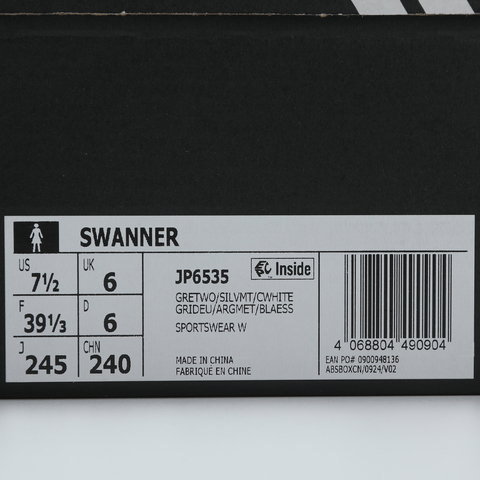 SWANNER
US 7½ UK 6
F 39⅓ D 6
J 245 CHN 240
JP6535
Inside
GRETWO/SILVMT/CWHITE
GRIDEU/ARGMET/BLAESS
SPORTSWEAR W
MADE IN CHINA
FABRIQUÉ EN CHINE
4 068804 490904
EAN PO# 0900948136
ABSBOXCN/0924/V02